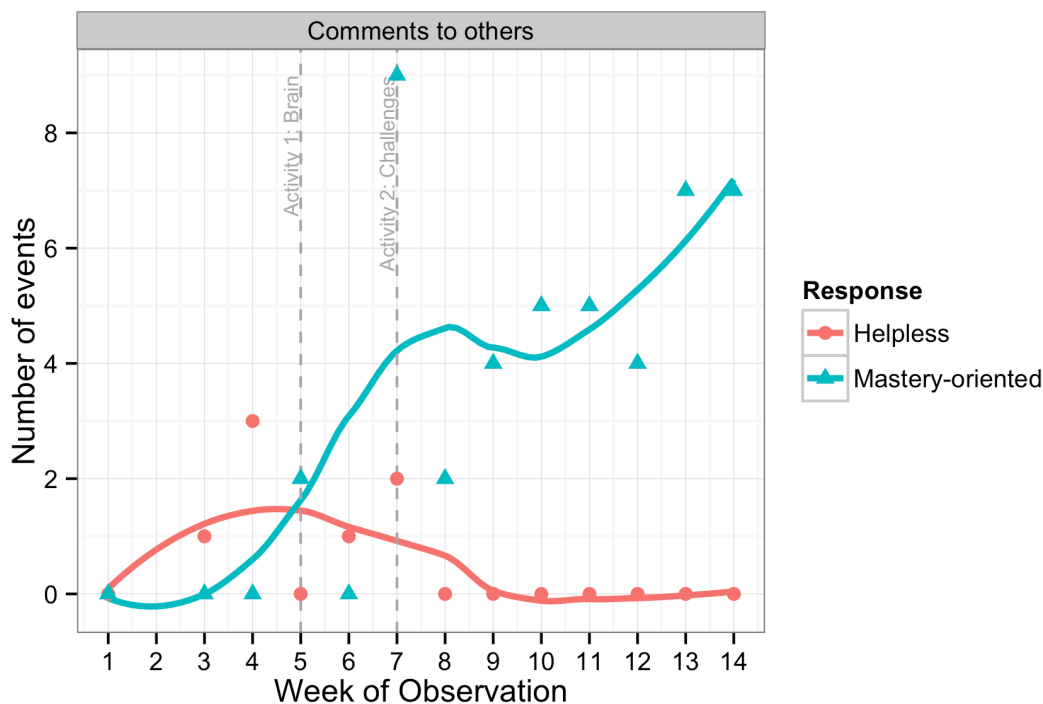 Comments to others
Activity 1: Brain
Activity 2: Challenges
Number of events
8
6
4
2
0
1 2 3 4 5 6 7 8 9 10 11 12 13 14
Week of Observation
Response
Helpless
Mastery-oriented